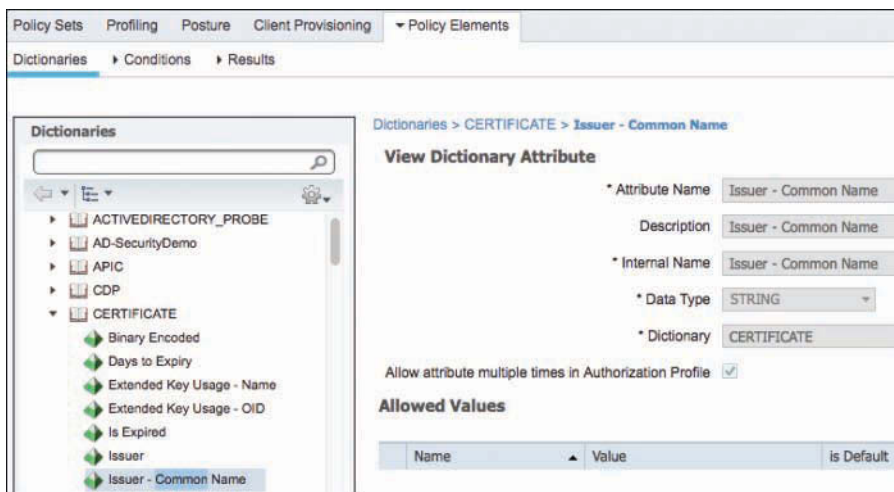 Policy Sets Profiling Posture Client Provisioning Policy Elements
Dictionaries Conditions Results
Dictionaries
ACTIVEDIRECTORY_PROBE
AD-SecurityDemo
APIC
CDP
CERTIFICATE
Binary Encoded
Days to Expiry
Extended Key Usage - Name
Extended Key Usage - OID
Is Expired
Issuer
Issuer - Common Name
Dictionaries > CERTIFICATE > Issuer - Common Name
View Dictionary Attribute
* Attribute Name Issuer - Common Name
Description Issuer - Common Name
* Internal Name Issuer - Common Name
* Data Type STRING
* Dictionary CERTIFICATE
Allow attribute multiple times in Authorization Profile
Allowed Values
Name Value is Default